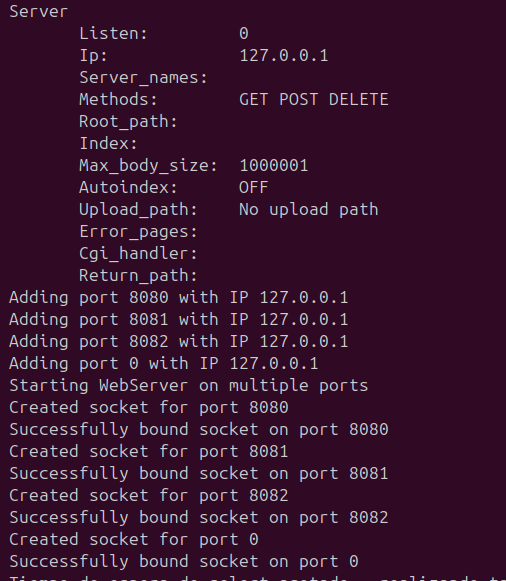 Server
Listen: 0
Ip: 127.0.0.1
Server_names:
Methods: GET POST DELETE
Root_path:
Index:
Max_body_size: 1000001
Autoindex: OFF
Upload_path: No upload path
Error_pages:
Cgi_handler:
Return_path:
Adding port 8080 with IP 127.0.0.1
Adding port 8081 with IP 127.0.0.1
Adding port 8082 with IP 127.0.0.1
Adding port 0 with IP 127.0.0.1
Starting WebServer on multiple ports
Created socket for port 8080
Successfully bound socket on port 8080
Created socket for port 8081
Successfully bound socket on port 8081
Created socket for port 8082
Successfully bound socket on port 8082
Created socket for port 0
Successfully bound socket on port 0